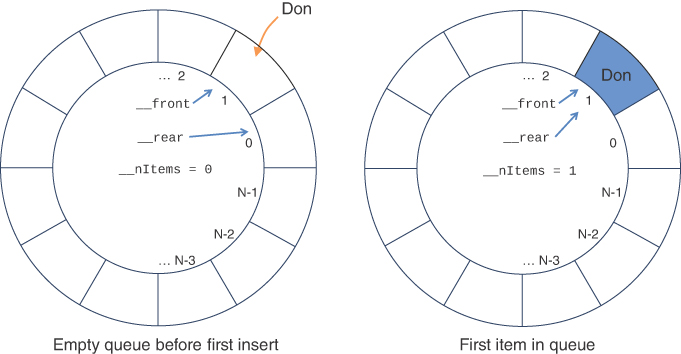 Don
... 2
__front
1
__rear
0
__nItems = 0
N-1
N-2
... N-3
Empty queue before first insert
Don
... 2
__front
1
__rear
0
__nItems = 1
N-1
N-2
... N-3
First item in queue